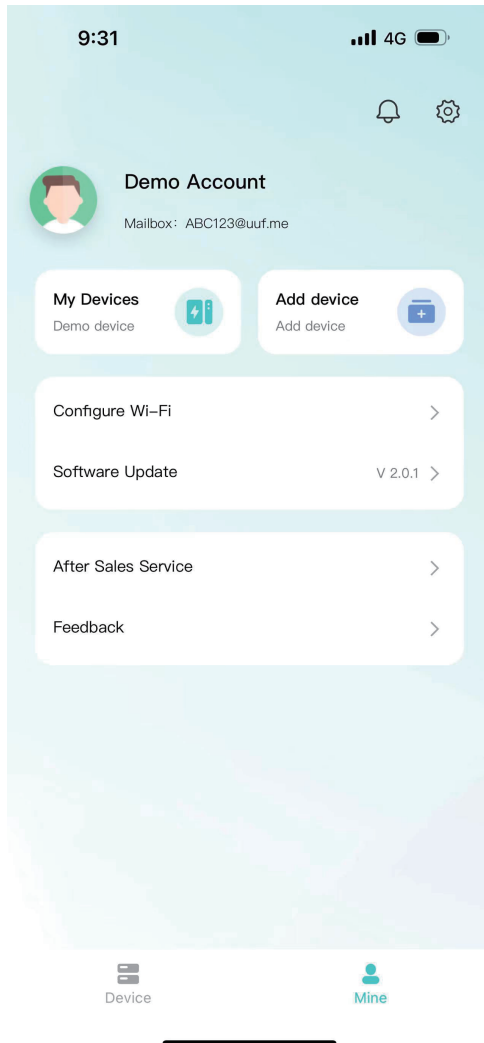 9:31 4G
Demo Account
Mailbox：ABC123@uuf.me
My Devices Add device
Demo device Add device
Configure Wi-Fi
Software Update V 2.0.1
After Sales Service
Feedback
Device Mine